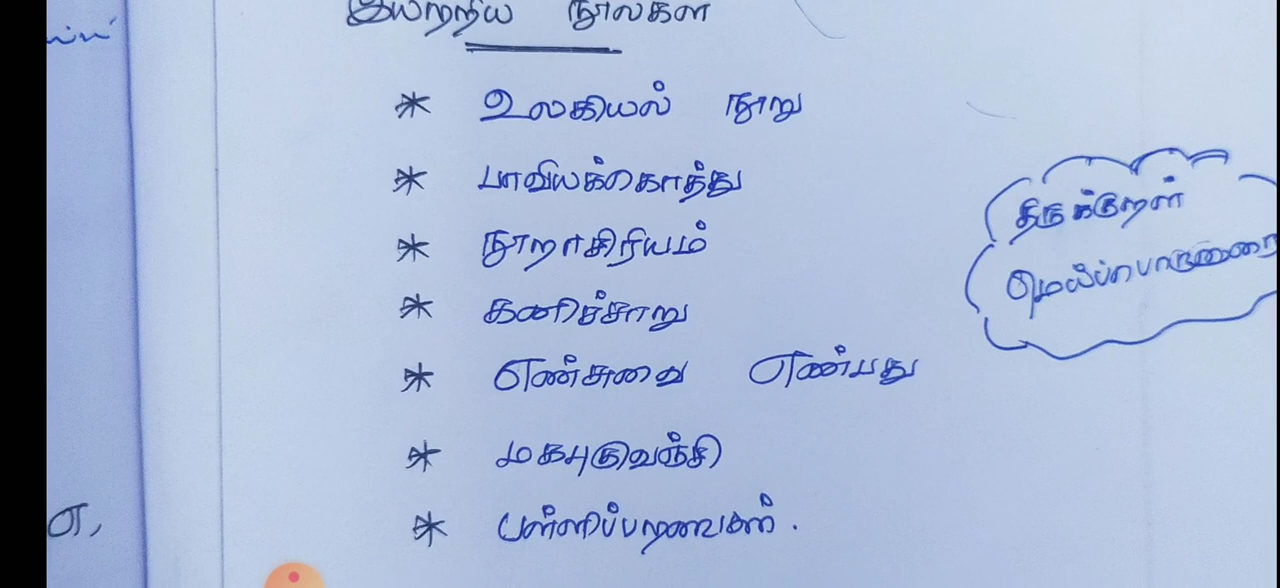 இயற்றிய நூல்கள்
* உலகியல் நூறு
* பாவியக்கொத்து
* நூறாசிரியம்
* கனிச்சாறு
* எண்சுவை எண்பது
* மகபுகுவஞ்சி
* பள்ளிப்பறவைகள்.
திருக்குறள்
மெய்ப்பொருளுரை